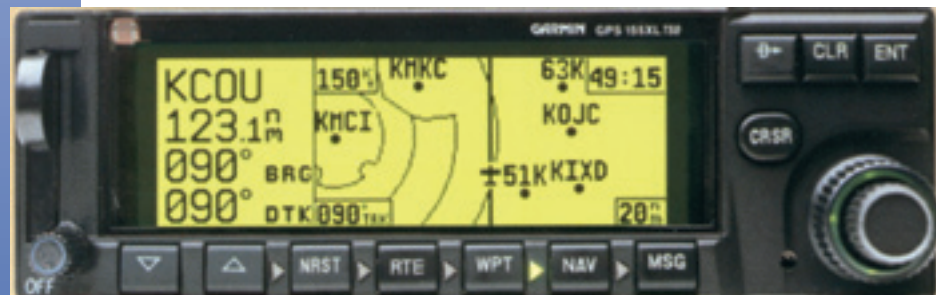 GARMIN GPS 155XL TSO
KCOU
123.1nm
090° BRG
090° DTK
150
KMKC
63K
49:15
KMCI
KOJC
51K
KIXD
090° TRK
20nm
CLR
ENT
CRSR
OFF
NRST
RTE
WPT
NAV
MSG